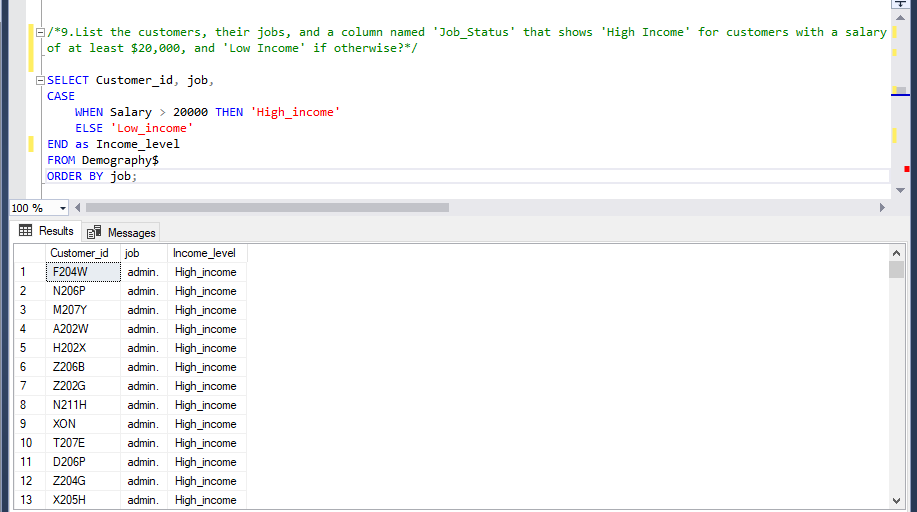 /*9.List the customers, their jobs, and a column named 'Job_Status' that shows 'High Income' for customers with a salary
of at least $20,000, and 'Low Income' if otherwise?*/
SELECT Customer_id, job,
CASE
WHEN Salary > 20000 THEN 'High_income'
ELSE 'Low_income'
END as Income_level
FROM Demography$
ORDER BY job;
100 %
Results Messages
Customer_id job Income_level
1 F204W admin. High_income
2 N206P admin. High_income
3 M207Y admin. High_income
4 A202W admin. High_income
5 H202X admin. High_income
6 Z206B admin. High_income
7 Z202G admin. High_income
8 N211H admin. High_income
9 XON admin. High_income
10 T207E admin. High_income
11 D206P admin. High_income
12 Z204G admin. High_income
13 X205H admin. High_income